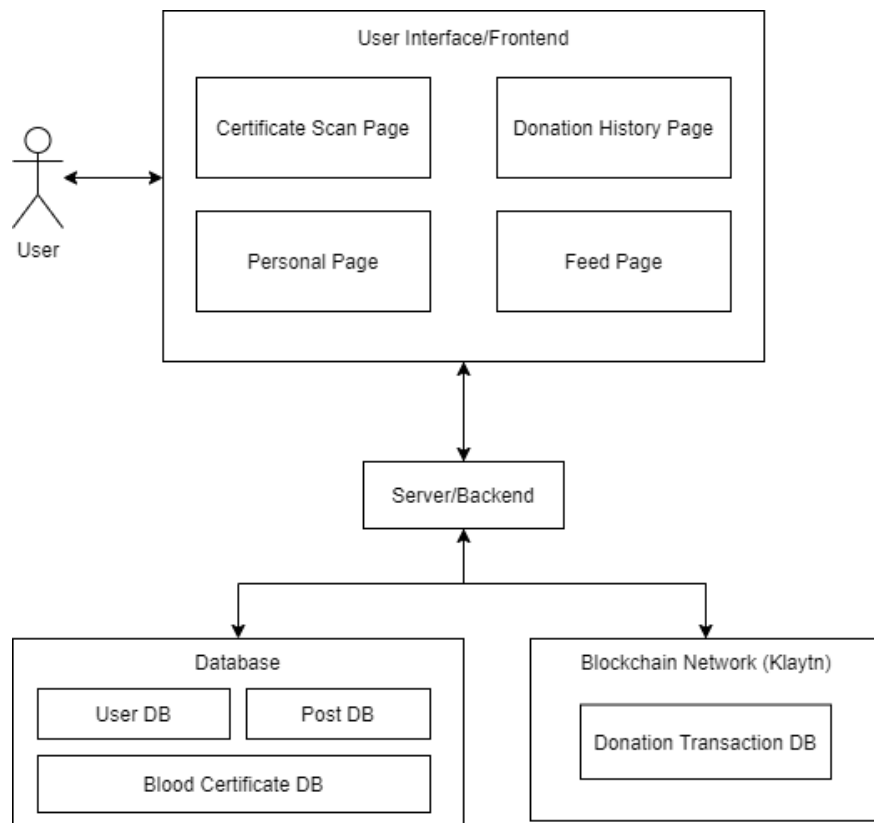 User Interface/Frontend
Certificate Scan Page
Donation History Page
User
Personal Page
Feed Page
Server/Backend
Database
Blockchain Network (Klaytn)
User DB
Post DB
Donation Transaction DB
Blood Certificate DB